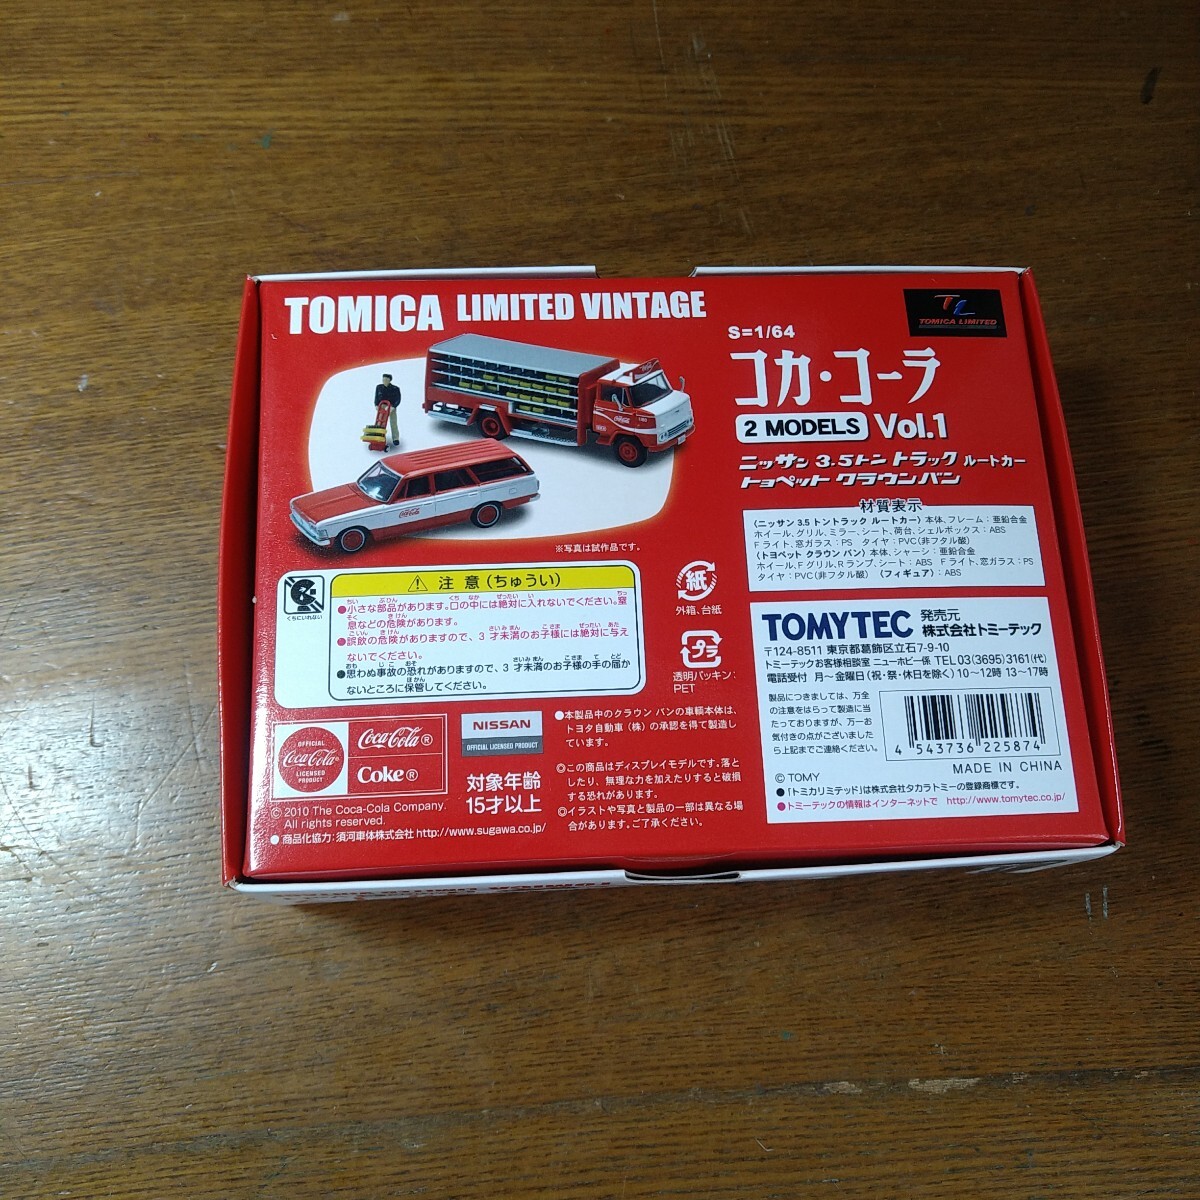 TOMICA LIMITED VINTAGE
TOMICA LIMITED
S=1/64
コカ・コーラ
2 MODELS Vol.1
ニッサン 3.5トン トラック ルートカー
トヨペット クラウンバン
※写真は試作品です。
材質表示
〈ニッサン 3.5 トントラック ルートカー〉本体、フレーム：亜鉛合金
ホイール、グリル、ミラー、シート、荷台、シェルボックス：ABS
Fライト、窓ガラス：PS タイヤ：PVC(非フタル酸)
〈トヨペット クラウン バン〉本体、シャーシ：亜鉛合金
ホイール、Fグリル、Rランプ、シート：ABS Fライト、窓ガラス：PS
タイヤ：PVC(非フタル酸) 〈フィギュア〉：ABS
くちにいれない
注意(ちゅうい)
●小さな部品があります。口の中には絶対に入れないでください。窒
息などの危険があります。
●誤飲の危険がありますので、3才未満のお子様には絶対に与え
ないでください。
●思わぬ事故の恐れがありますので、3才未満のお子様の手の届か
ないところに保管してください。
紙
外箱、台紙
プラ
透明パッキン：
PET
TOMYTEC 発売元
株式会社トミーテック
〒124-8511 東京都葛飾区立石7-9-10
トミーテックお客様相談室 ニューホビー係 TEL 03(3695)3161(代)
電話受付 月〜金曜日(祝・祭・休日を除く)10〜12時 13〜17時
製品につきましては、万全
の注意をはらって製造に当
たっておりますが、万一お
気付きの点がございました
ら上記までご連絡ください。
4 543736 225874
MADE IN CHINA
© TOMY
●「トミカリミテッド」は株式会社タカラトミーの登録商標です。
●トミーテックの情報はインターネットで http://www.tomytec.co.jp/
OFFICIAL
Coca-Cola
LICENSED
PRODUCT
Coca-Cola®
Coke®
NISSAN
OFFICIAL LICENSED PRODUCT
対象年齢
15才以上
●本製品中のクラウン バンの車輌本体は、
トヨタ自動車(株)の承認を得て製造し
ています。
◎この商品はディスプレイモデルです。落と
したり、無理な力を加えたりすると破損
する恐れがあります。
◎イラストや写真と製品の一部は異なる場
合があります。ご了承ください。
© 2010 The Coca-Cola Company.
All rights reserved.
●商品化協力：須河車体株式会社 http://www.sugawa.co.jp/